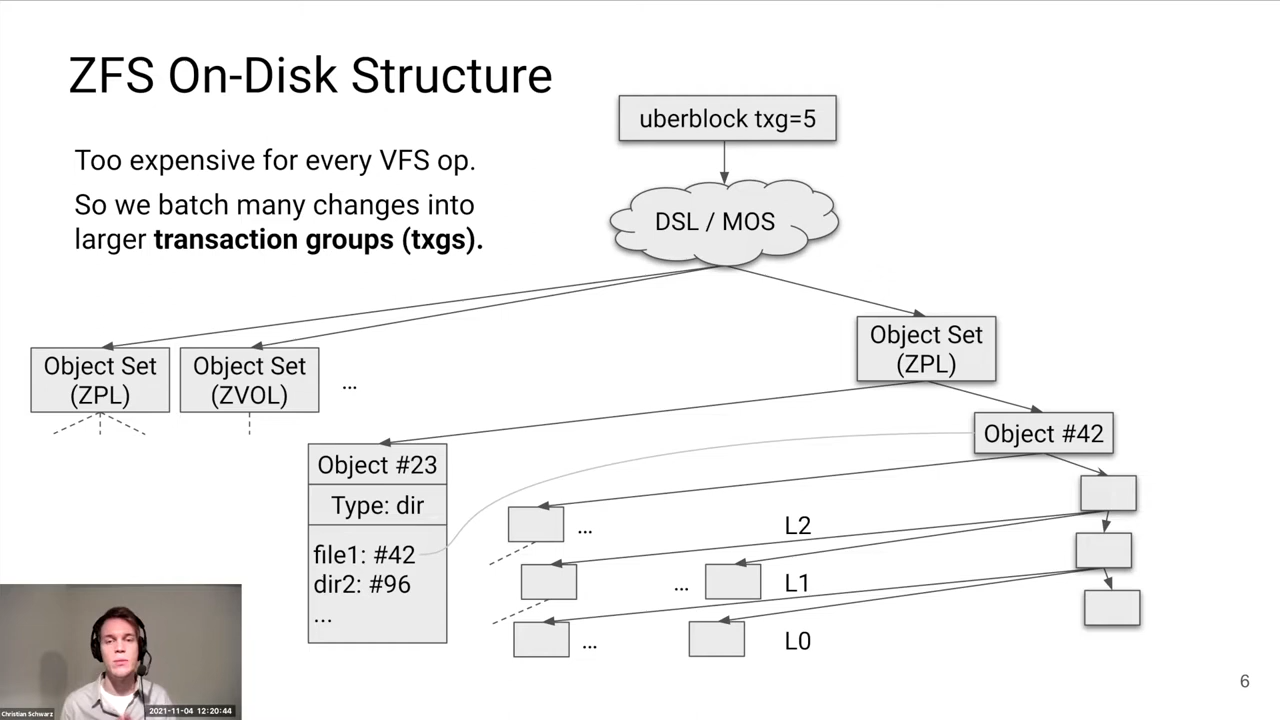 ZFS On-Disk Structure
uberblock txg=5
Too expensive for every VFS op.
So we batch many changes into
larger transaction groups (txgs).
DSL / MOS
Object Set
(ZPL)
Object Set
(ZVOL)
...
Object Set
(ZPL)
Object #42
Object #23
Type: dir
file1: #42
dir2: #96
...
...
L2
...
L1
...
L0
6
Christian Schwarz
2021-11-04 12:20:44